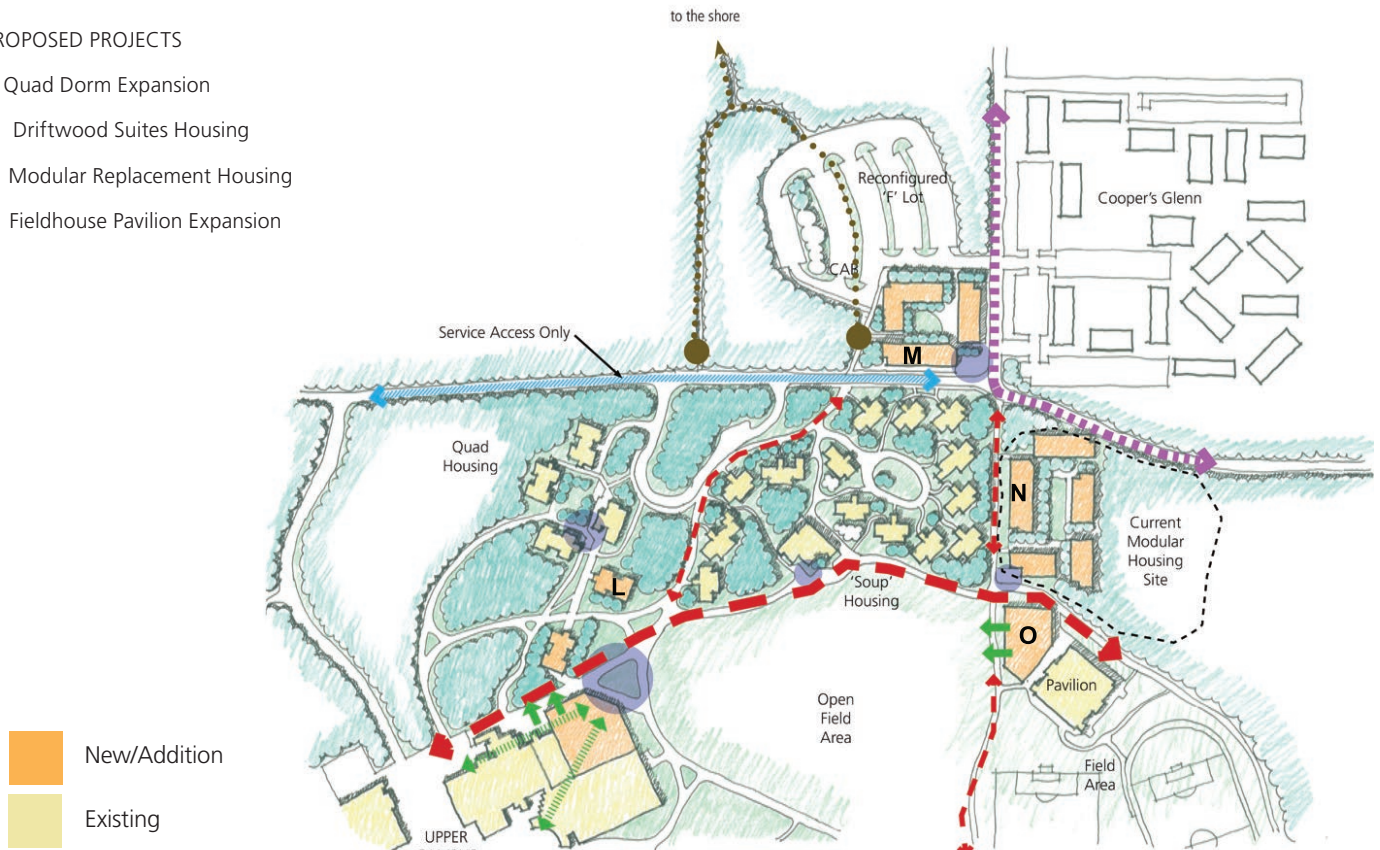 to the shore
ROPOSED PROJECTS
Quad Dorm Expansion
Driftwood Suites Housing
Modular Replacement Housing
Fieldhouse Pavilion Expansion
Reconfigured
'F' Lot
Cooper's Glenn
CAB
Service Access Only
M
Quad
Housing
N
Current
Modular
Housing
Site
L
'Soup'
Housing
O
Pavilion
Open
Field
Area
Field
Area
New/Addition
Existing
UPPER